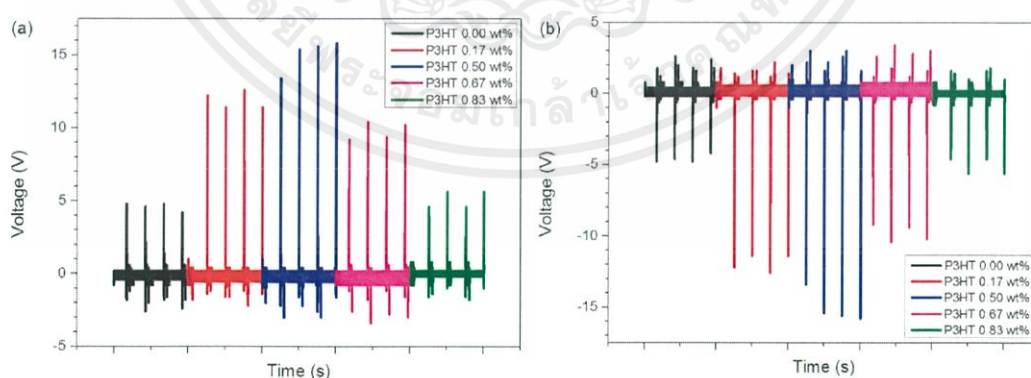 (a)
Voltage (V)
15
10
5
0
-5
P3HT 0.00 wt%
P3HT 0.17 wt%
P3HT 0.50 wt%
P3HT 0.67 wt%
P3HT 0.83 wt%
Time (s)
(b)
Voltage (V)
5
0
-5
-10
-15
P3HT 0.00 wt%
P3HT 0.17 wt%
P3HT 0.50 wt%
P3HT 0.67 wt%
P3HT 0.83 wt%
Time (s)